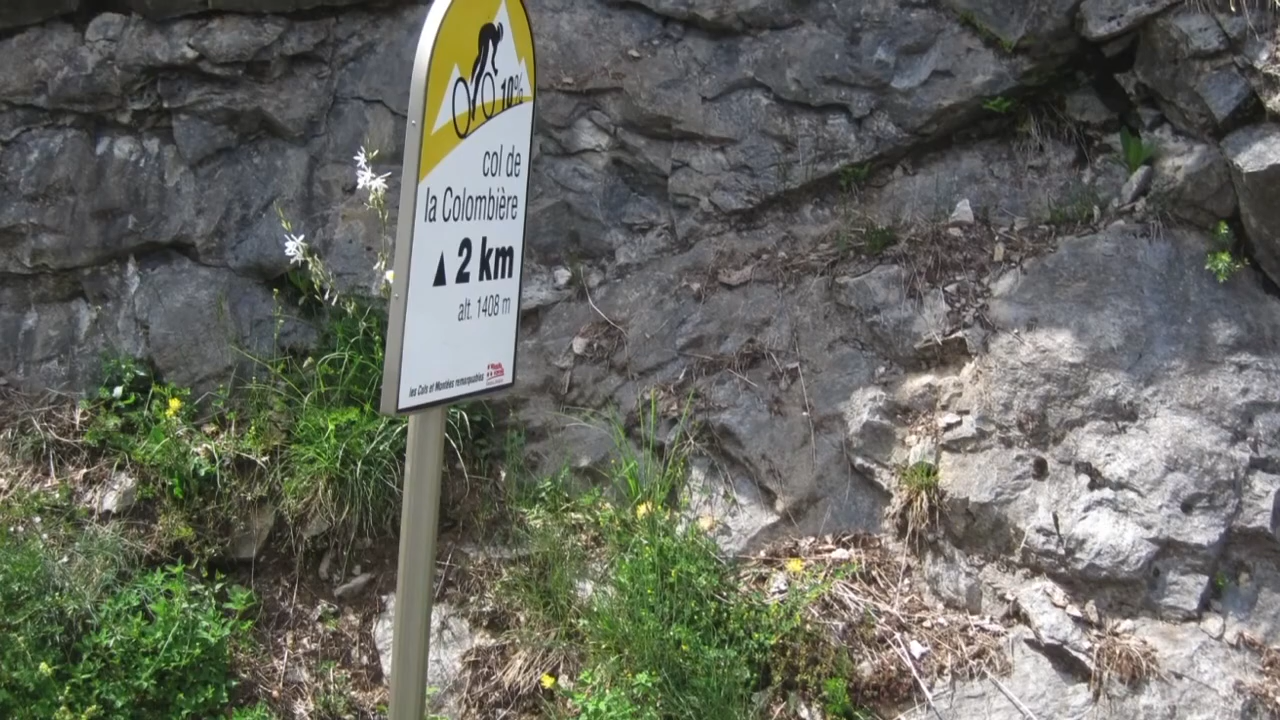 10%
col de
la Colombière
▲ 2 km
alt. 1408 m
les Cols et Montées remarquables